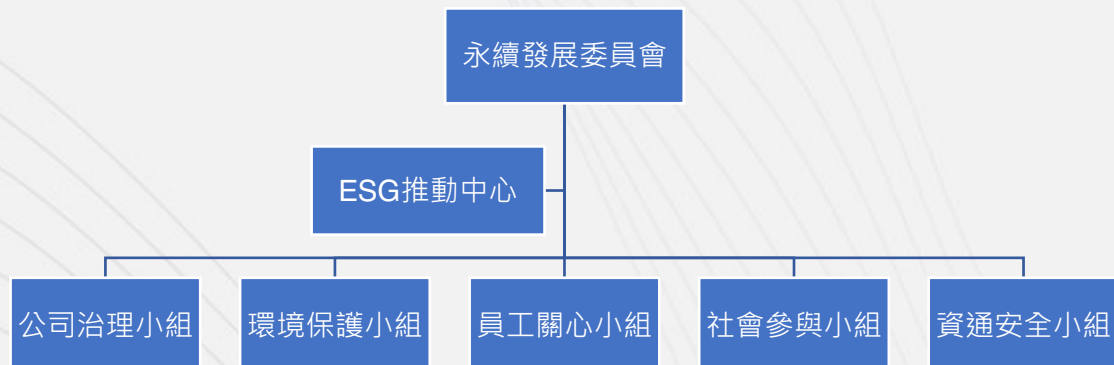 永續發展委員會
ESG推動中心
公司治理小組
環境保護小組
員工關心小組
社會參與小組
資通安全小組